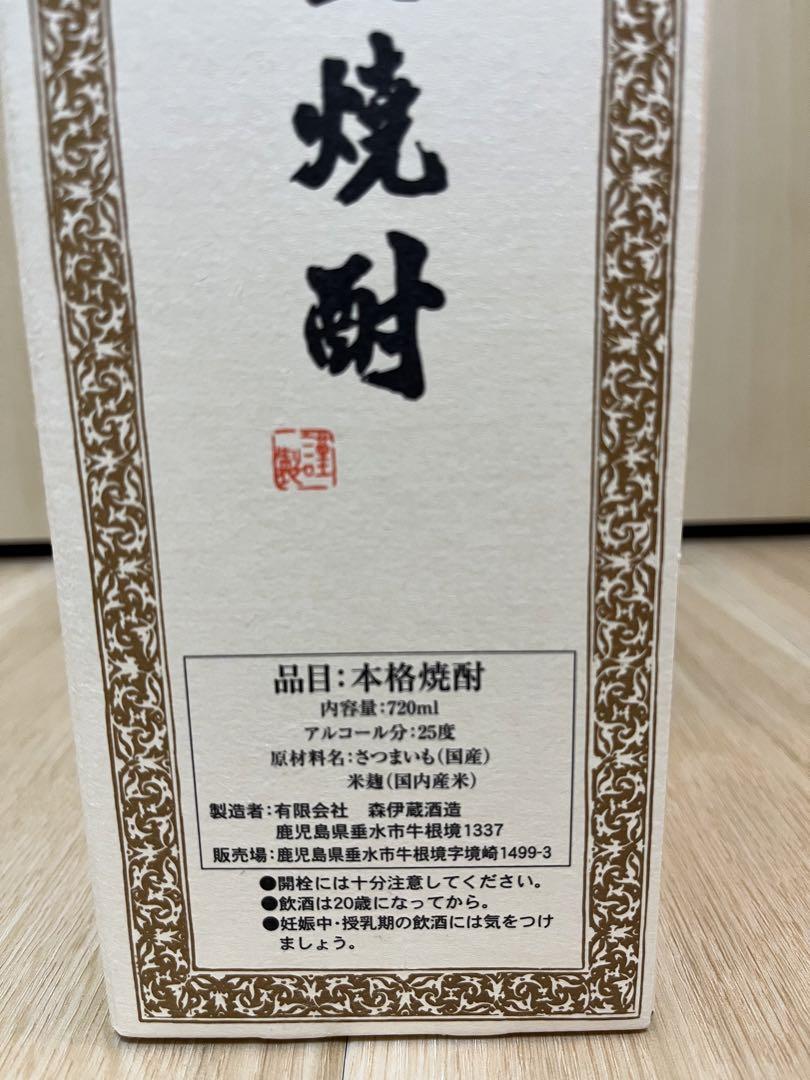 焼
酎
謹
製
品目：本格焼酎
内容量：720ml
アルコール分：25度
原材料名：さつまいも（国産）
米麹（国内産米）
製造者：有限会社　森伊蔵酒造
鹿児島県垂水市牛根境1337
販売場：鹿児島県垂水市牛根境字境崎1499-3
●開栓には十分注意してください。
●飲酒は20歳になってから。
●妊娠中・授乳期の飲酒には気をつけ
ましょう。